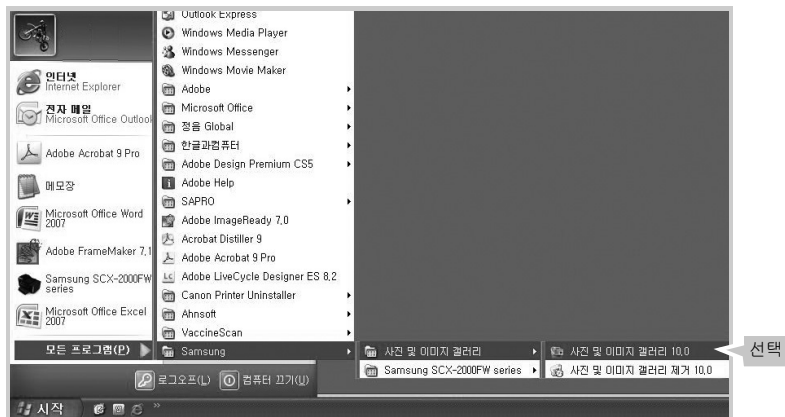 인터넷
Internet Explorer
전자 메일
Microsoft Office Outlook
Adobe Acrobat 9 Pro
메모장
Microsoft Office Word
2007
Adobe FrameMaker 7.1
Samsung SCX-2000FW
series
Microsoft Office Excel
2007
모든 프로그램(P)
Outlook Express
Windows Media Player
Windows Messenger
Windows Movie Maker
Adobe
Microsoft Office
정음 Global
한글과컴퓨터
Adobe Design Premium CS5
Adobe Help
SAPRO
Adobe ImageReady 7.0
Acrobat Distiller 9
Adobe Acrobat 9 Pro
Adobe LiveCycle Designer ES 8.2
Canon Printer Uninstaller
Ahnsoft
VaccineScan
Samsung
사진 및 이미지 갤러리
Samsung SCX-2000FW series
사진 및 이미지 갤러리 10.0
사진 및 이미지 갤러리 제거 10.0
선택
로그오프(L)
컴퓨터 끄기(U)
시작